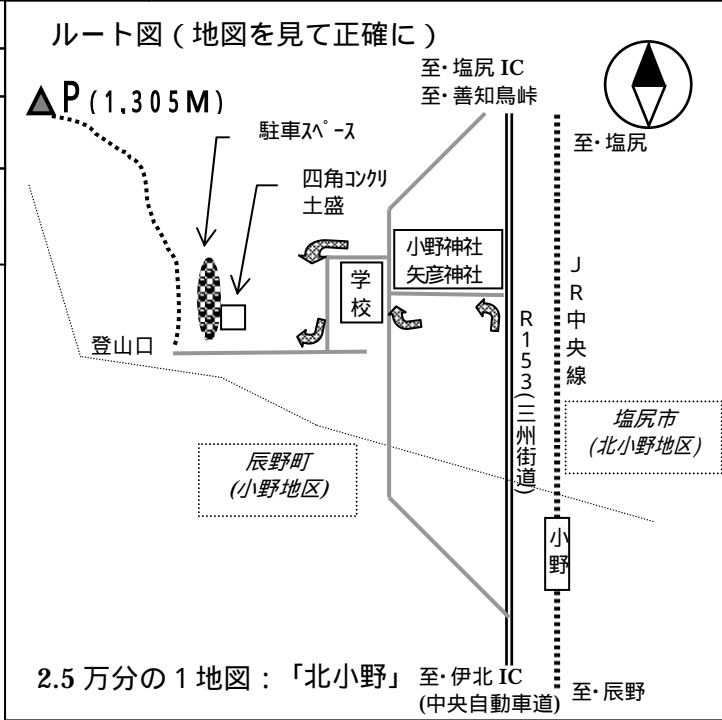 ルート図（地図を見て正確に）
至･塩尻 IC
至･善知鳥峠
P (1,305M)
至･塩尻
駐車ｽﾍﾟｰｽ
四角ｺﾝｸﾘ
土盛
小野神社
矢彦神社
学校
JR中央線
R153(三州街道)
登山口
塩尻市
(北小野地区)
辰野町
(小野地区)
小野
2.5 万分の 1 地図：「北小野」
至･伊北 IC
(中央自動車道)
至･辰野